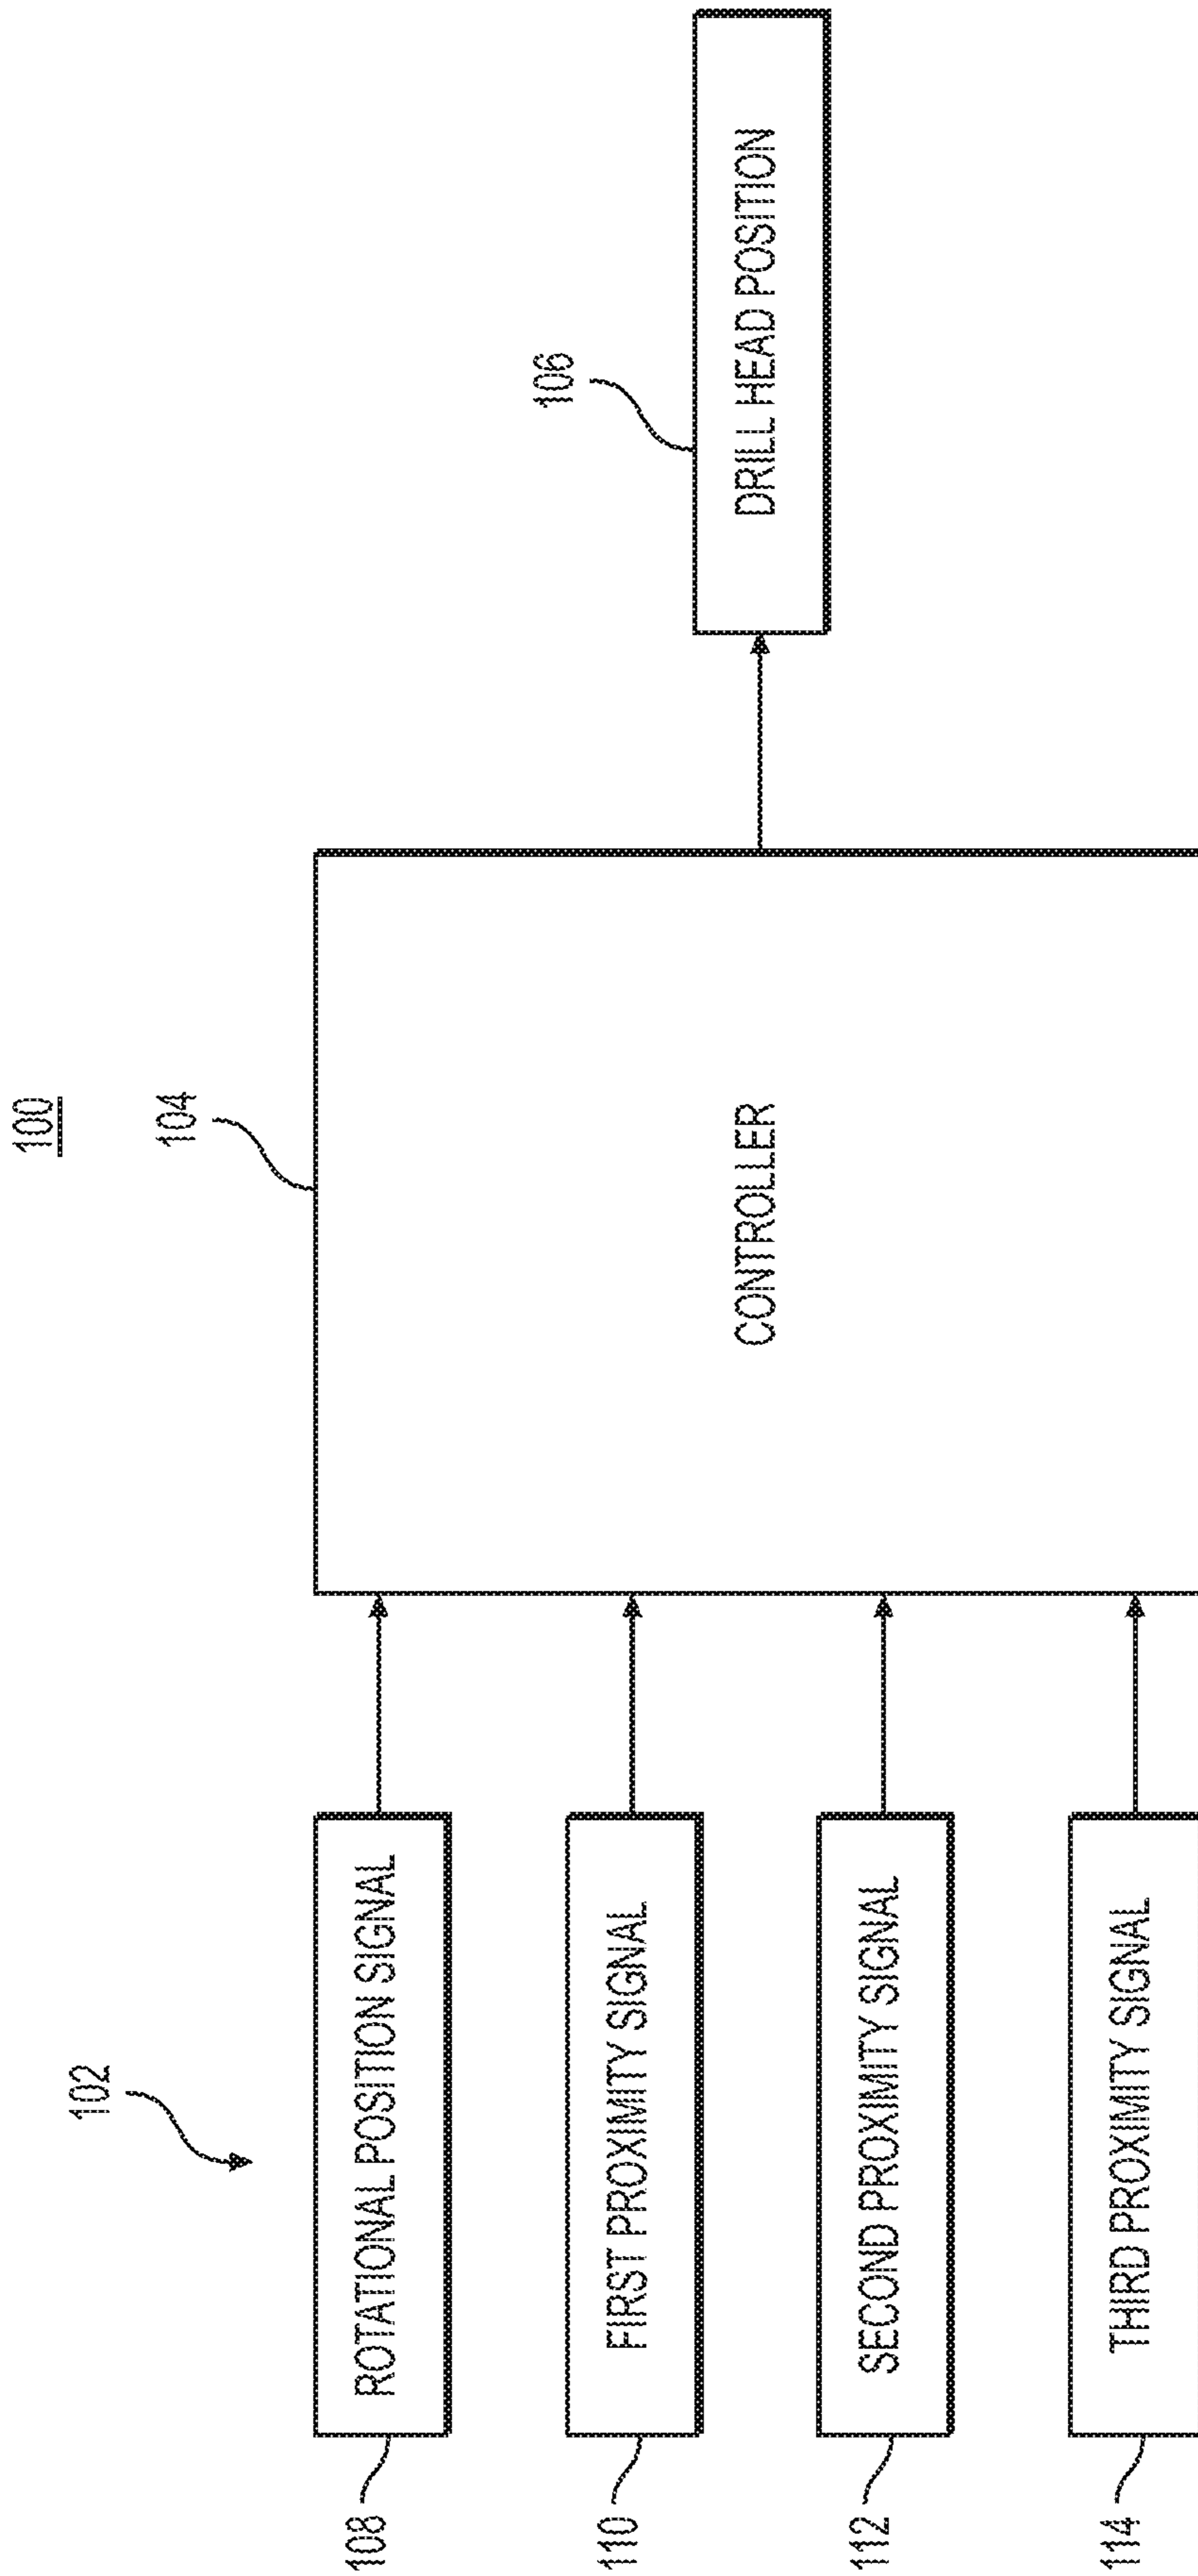 100
102
104
106
108
ROTATIONAL POSITION SIGNAL
110
FIRST PROXIMITY SIGNAL
112
SECOND PROXIMITY SIGNAL
114
THIRD PROXIMITY SIGNAL
CONTROLLER
DRILL HEAD POSITION